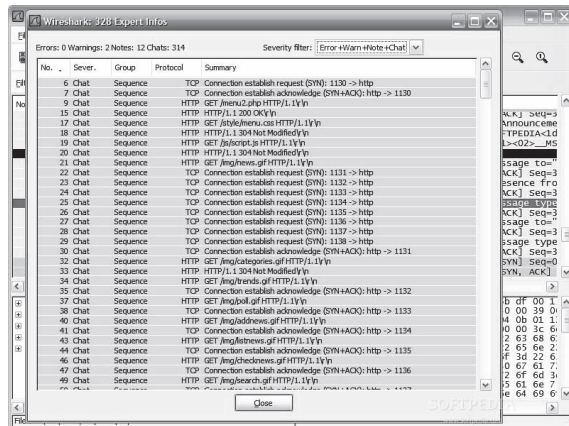 Wireshark: 328 Expert Infos
Errors: 0 Warnings: 2 Notes: 12 Chats: 314 Severity filter: Error+Warn+Note+Chat
No. . Sever. Group Protocol Summary
6 Chat Sequence TCP Connection establish request (SYN): 1130 -> http
7 Chat Sequence TCP Connection establish acknowledge (SYN+ACK): http -> 1130
9 Chat Sequence HTTP GET /menu2.php HTTP/1.1\r\n
15 Chat Sequence HTTP HTTP/1.1 200 OK\r\n
17 Chat Sequence HTTP GET /style/menu.css HTTP/1.1\r\n
18 Chat Sequence HTTP HTTP/1.1 304 Not Modified\r\n
19 Chat Sequence HTTP GET /js/script.js HTTP/1.1\r\n
20 Chat Sequence HTTP HTTP/1.1 304 Not Modified\r\n
21 Chat Sequence HTTP GET /img/news.gif HTTP/1.1\r\n
22 Chat Sequence TCP Connection establish request (SYN): 1131 -> http
23 Chat Sequence TCP Connection establish request (SYN): 1132 -> http
24 Chat Sequence TCP Connection establish request (SYN): 1133 -> http
25 Chat Sequence TCP Connection establish request (SYN): 1134 -> http
26 Chat Sequence TCP Connection establish request (SYN): 1135 -> http
27 Chat Sequence TCP Connection establish request (SYN): 1136 -> http
28 Chat Sequence TCP Connection establish request (SYN): 1137 -> http
29 Chat Sequence TCP Connection establish request (SYN): 1138 -> http
30 Chat Sequence TCP Connection establish acknowledge (SYN+ACK): http -> 1131
32 Chat Sequence HTTP GET /img/categories.gif HTTP/1.1\r\n
33 Chat Sequence HTTP HTTP/1.1 304 Not Modified\r\n
34 Chat Sequence HTTP GET /img/trends.gif HTTP/1.1\r\n
35 Chat Sequence TCP Connection establish acknowledge (SYN+ACK): http -> 1132
37 Chat Sequence HTTP GET /img/poll.gif HTTP/1.1\r\n
38 Chat Sequence TCP Connection establish acknowledge (SYN+ACK): http -> 1133
40 Chat Sequence HTTP GET /img/addnews.gif HTTP/1.1\r\n
41 Chat Sequence TCP Connection establish acknowledge (SYN+ACK): http -> 1134
43 Chat Sequence HTTP GET /img/listnews.gif HTTP/1.1\r\n
44 Chat Sequence TCP Connection establish acknowledge (SYN+ACK): http -> 1135
46 Chat Sequence HTTP GET /img/checknews.gif HTTP/1.1\r\n
47 Chat Sequence TCP Connection establish acknowledge (SYN+ACK): http -> 1136
49 Chat Sequence HTTP GET /img/search.gif HTTP/1.1\r\n
Close
SOFTPEDIA